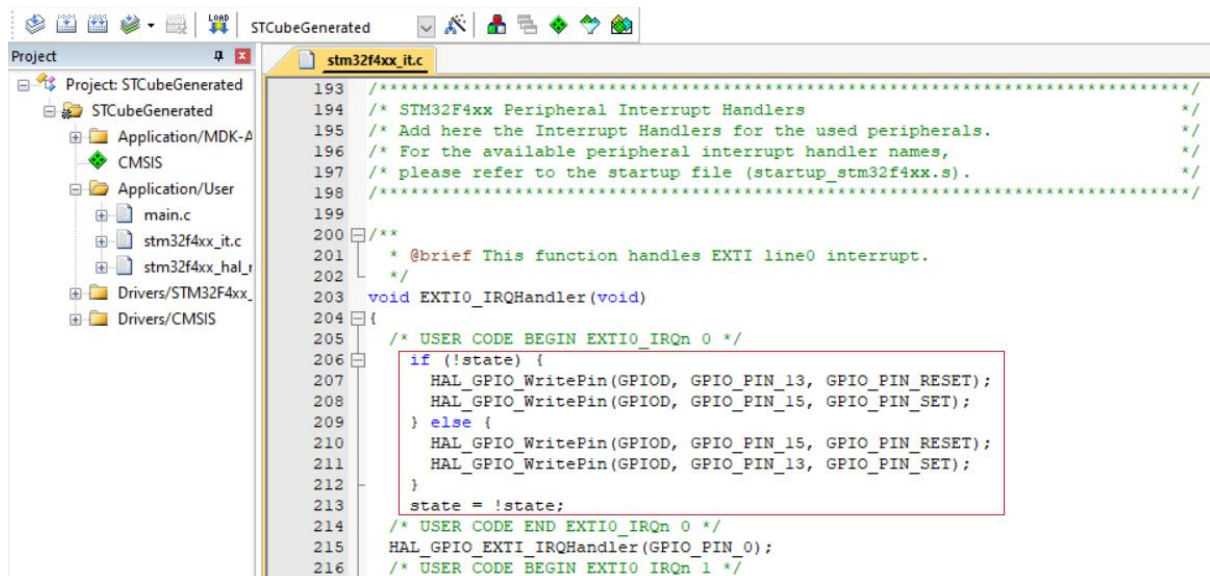 LOAD
STCubeGenerated
Project
Project: STCubeGenerated
STCubeGenerated
Application/MDK-A
CMSIS
Application/User
main.c
stm32f4xx_it.c
stm32f4xx_hal_
Drivers/STM32F4xx_
Drivers/CMSIS
stm32f4xx_it.c
193 /******************************************************************************/
194 /* STM32F4xx Peripheral Interrupt Handlers */
195 /* Add here the Interrupt Handlers for the used peripherals. */
196 /* For the available peripheral interrupt handler names, */
197 /* please refer to the startup file (startup_stm32f4xx.s). */
198 /******************************************************************************/
199
200 /**
201 * @brief This function handles EXTI line0 interrupt.
202 */
203 void EXTI0_IRQHandler(void)
204 {
205 /* USER CODE BEGIN EXTI0_IRQn 0 */
206 if (!state) {
207 HAL_GPIO_WritePin(GPIOD, GPIO_PIN_13, GPIO_PIN_RESET);
208 HAL_GPIO_WritePin(GPIOD, GPIO_PIN_15, GPIO_PIN_SET);
209 } else {
210 HAL_GPIO_WritePin(GPIOD, GPIO_PIN_15, GPIO_PIN_RESET);
211 HAL_GPIO_WritePin(GPIOD, GPIO_PIN_13, GPIO_PIN_SET);
212 }
213 state = !state;
214 /* USER CODE END EXTI0_IRQn 0 */
215 HAL_GPIO_EXTI_IRQHandler(GPIO_PIN_0);
216 /* USER CODE BEGIN EXTI0 IRQn 1 */